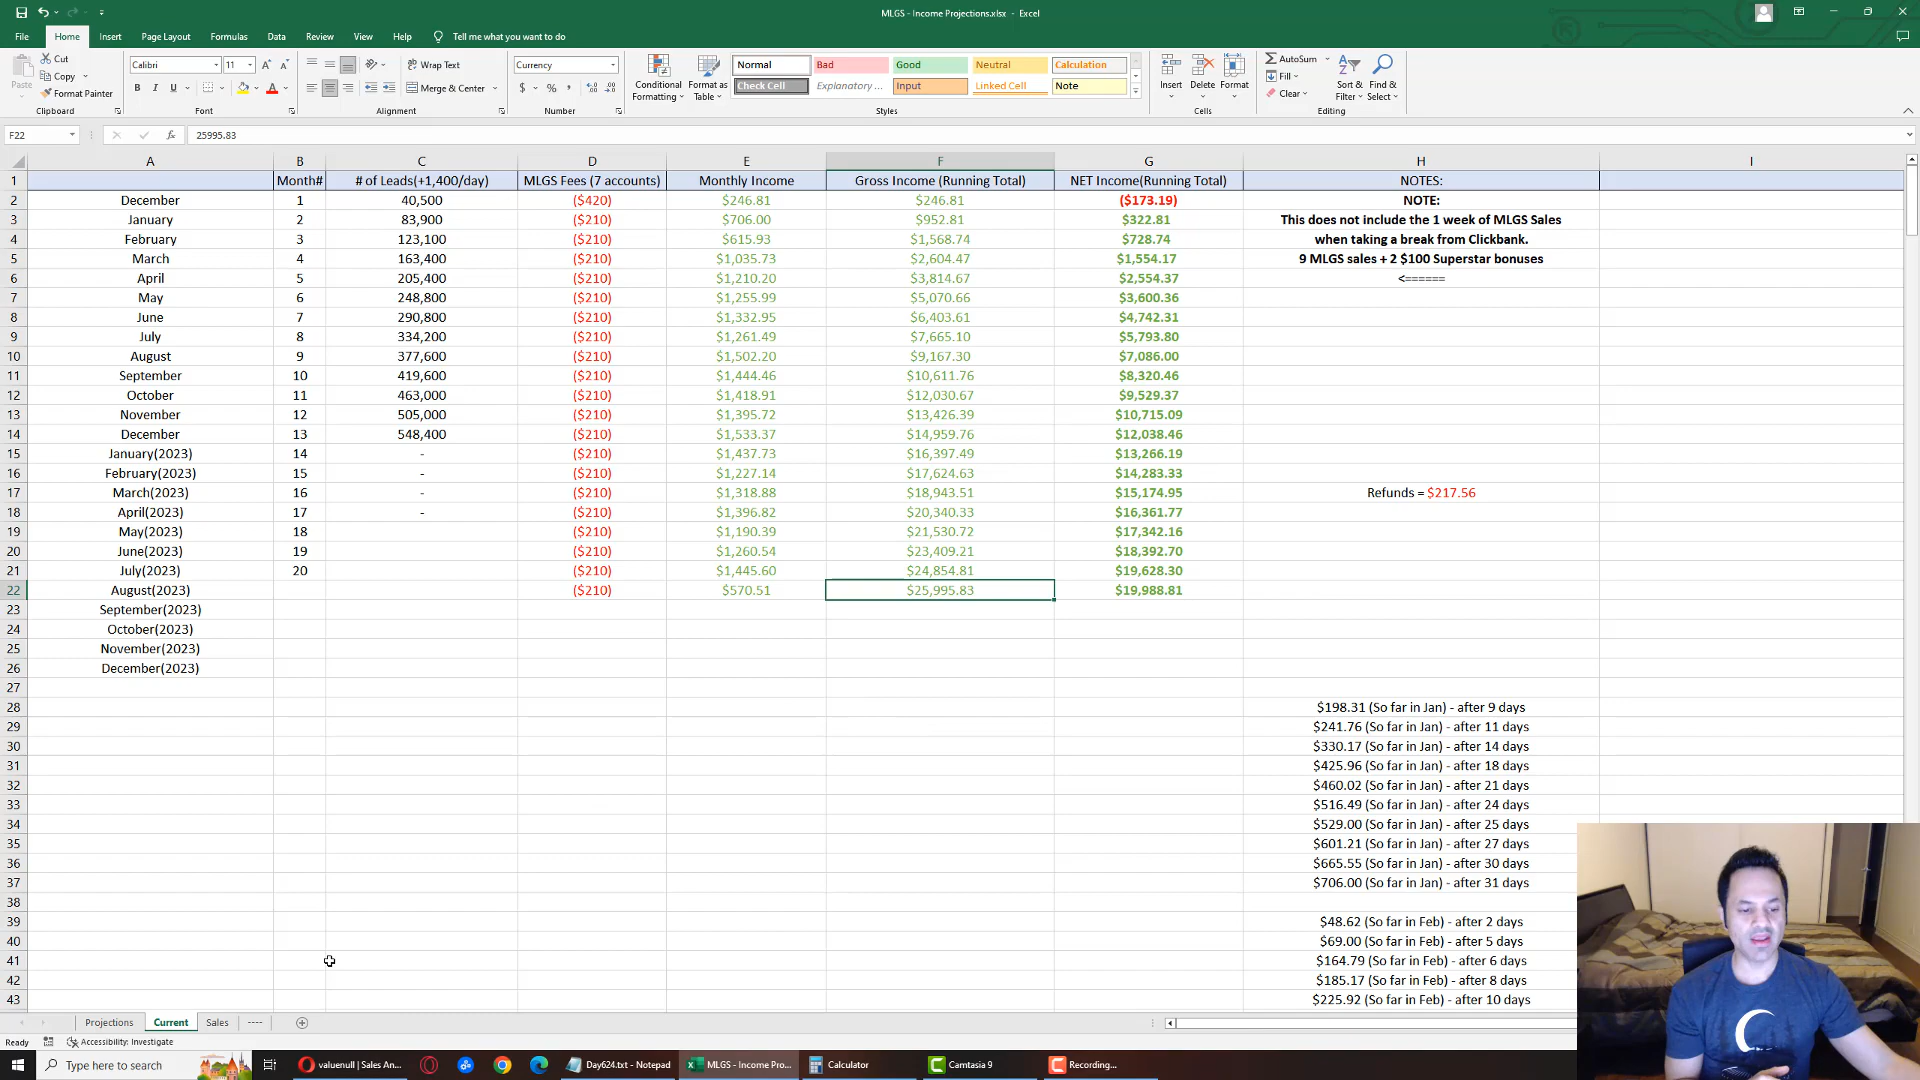 MLGS - Income Projections.xlsx - Excel
File Home Insert Page Layout Formulas Data Review View Help Tell me what you want to do
Paste
Cut
Copy
Format Painter
Clipboard
Calibri 11
B I U
Font
Wrap Text
Merge & Center
Alignment
Currency
$ %
Number
Conditional Formatting
Format as Table
Normal Bad Good Neutral Calculation
Check Cell Explanatory ... Input Linked Cell Note
Styles
Insert Delete Format
Cells
AutoSum
Fill
Clear
Sort & Filter
Find & Select
Editing
F22 fx 25995.83
A B C D E F G H I
1 Month# # of Leads(+1,400/day) MLGS Fees (7 accounts) Monthly Income Gross Income (Running Total) NET Income(Running Total) NOTES:
2 December 1 40,500 ($420) $246.81 $246.81 ($173.19) NOTE:
3 January 2 83,900 ($210) $706.00 $952.81 $322.81 This does not include the 1 week of MLGS Sales
4 February 3 123,100 ($210) $615.93 $1,568.74 $728.74 when taking a break from Clickbank.
5 March 4 163,400 ($210) $1,035.73 $2,604.47 $1,554.17 9 MLGS sales + 2 $100 Superstar bonuses
6 April 5 205,400 ($210) $1,210.20 $3,814.67 $2,554.37 <======
7 May 6 248,800 ($210) $1,255.99 $5,070.66 $3,600.36
8 June 7 290,800 ($210) $1,332.95 $6,403.61 $4,742.31
9 July 8 334,200 ($210) $1,261.49 $7,665.10 $5,793.80
10 August 9 377,600 ($210) $1,502.20 $9,167.30 $7,086.00
11 September 10 419,600 ($210) $1,444.46 $10,611.76 $8,320.46
12 October 11 463,000 ($210) $1,418.91 $12,030.67 $9,529.37
13 November 12 505,000 ($210) $1,395.72 $13,426.39 $10,715.09
14 December 13 548,400 ($210) $1,533.37 $14,959.76 $12,038.46
15 January(2023) 14 - ($210) $1,437.73 $16,397.49 $13,266.19
16 February(2023) 15 - ($210) $1,227.14 $17,624.63 $14,283.33
17 March(2023) 16 - ($210) $1,318.88 $18,943.51 $15,174.95 Refunds = $217.56
18 April(2023) 17 - ($210) $1,396.82 $20,340.33 $16,361.77
19 May(2023) 18 ($210) $1,190.39 $21,530.72 $17,342.16
20 June(2023) 19 ($210) $1,260.54 $23,409.21 $18,392.70
21 July(2023) 20 ($210) $1,445.60 $24,854.81 $19,628.30
22 August(2023) ($210) $570.51 $25,995.83 $19,988.81
23 September(2023)
24 October(2023)
25 November(2023)
26 December(2023)
27
28 $198.31 (So far in Jan) - after 9 days
29 $241.76 (So far in Jan) - after 11 days
30 $330.17 (So far in Jan) - after 14 days
31 $425.96 (So far in Jan) - after 18 days
32 $460.02 (So far in Jan) - after 21 days
33 $516.49 (So far in Jan) - after 24 days
34 $529.00 (So far in Jan) - after 25 days
35 $601.21 (So far in Jan) - after 27 days
36 $665.55 (So far in Jan) - after 30 days
37 $706.00 (So far in Jan) - after 31 days
38
39 $48.62 (So far in Feb) - after 2 days
40 $69.00 (So far in Feb) - after 5 days
41 $164.79 (So far in Feb) - after 6 days
42 $185.17 (So far in Feb) - after 8 days
43 $225.92 (So far in Feb) - after 10 days
Projections Current Sales ----
Ready Accessibility: Investigate
Type here to search valuenull | Sales An... Day624.txt - Notepad MLGS - Income Pro... Calculator Camtasia 9 Recording...